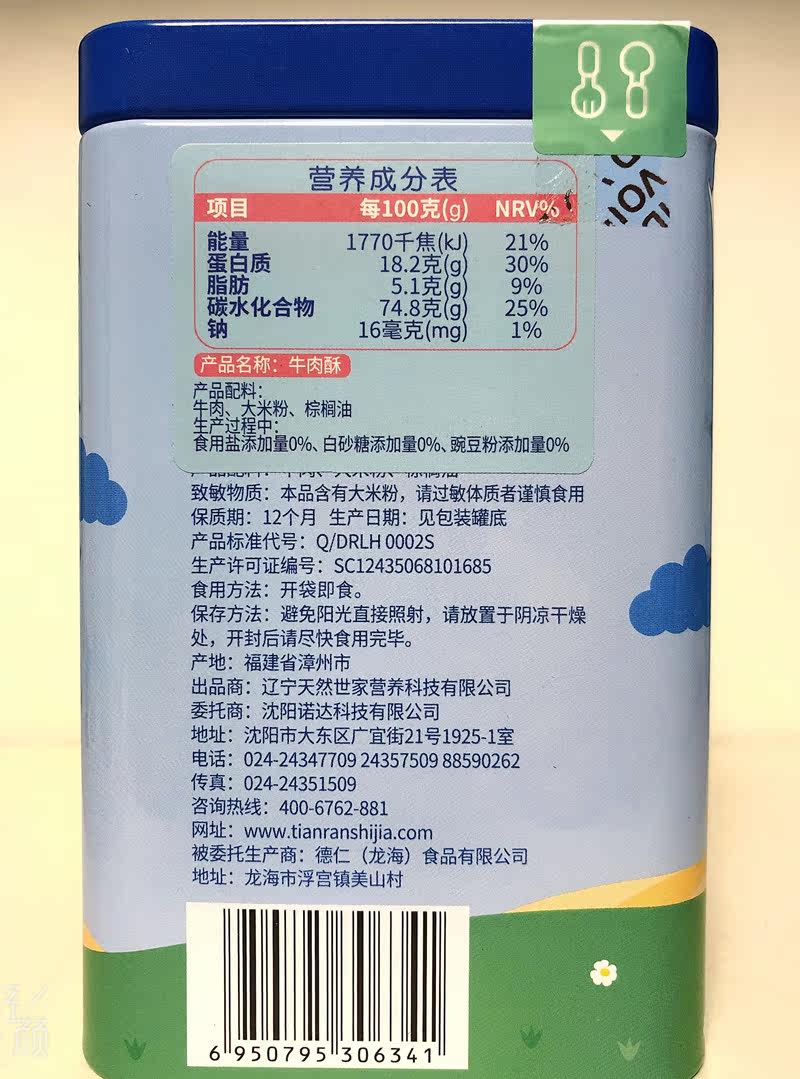 VOI
营养成分表
项目 每100克(g) NRV%
能量 1770千焦(kJ) 21%
蛋白质 18.2克(g) 30%
脂肪 5.1克(g) 9%
碳水化合物 74.8克(g) 25%
钠 16毫克(mg) 1%
产品名称：牛肉酥
产品配料：
牛肉、大米粉、棕榈油
生产过程中：
食用盐添加量0%、白砂糖添加量0%、豌豆粉添加量0%
产品配料：牛肉、大米粉、棕榈油
致敏物质：本品含有大米粉，请过敏体质者谨慎食用
保质期：12个月 生产日期：见包装罐底
产品标准代号：Q/DRLH 0002S
生产许可证编号：SC12435068101685
食用方法：开袋即食。
保存方法：避免阳光直接照射，请放置于阴凉干燥
处，开封后请尽快食用完毕。
产地：福建省漳州市
出品商：辽宁天然世家营养科技有限公司
委托商：沈阳诺达科技有限公司
地址：沈阳市大东区广宜街21号1925-1室
电话：024-24347709 24357509 88590262
传真：024-24351509
咨询热线：400-6762-881
网址：www.tianranshijia.com
被委托生产商：德仁（龙海）食品有限公司
地址：龙海市浮宫镇美山村
6 950795 306341